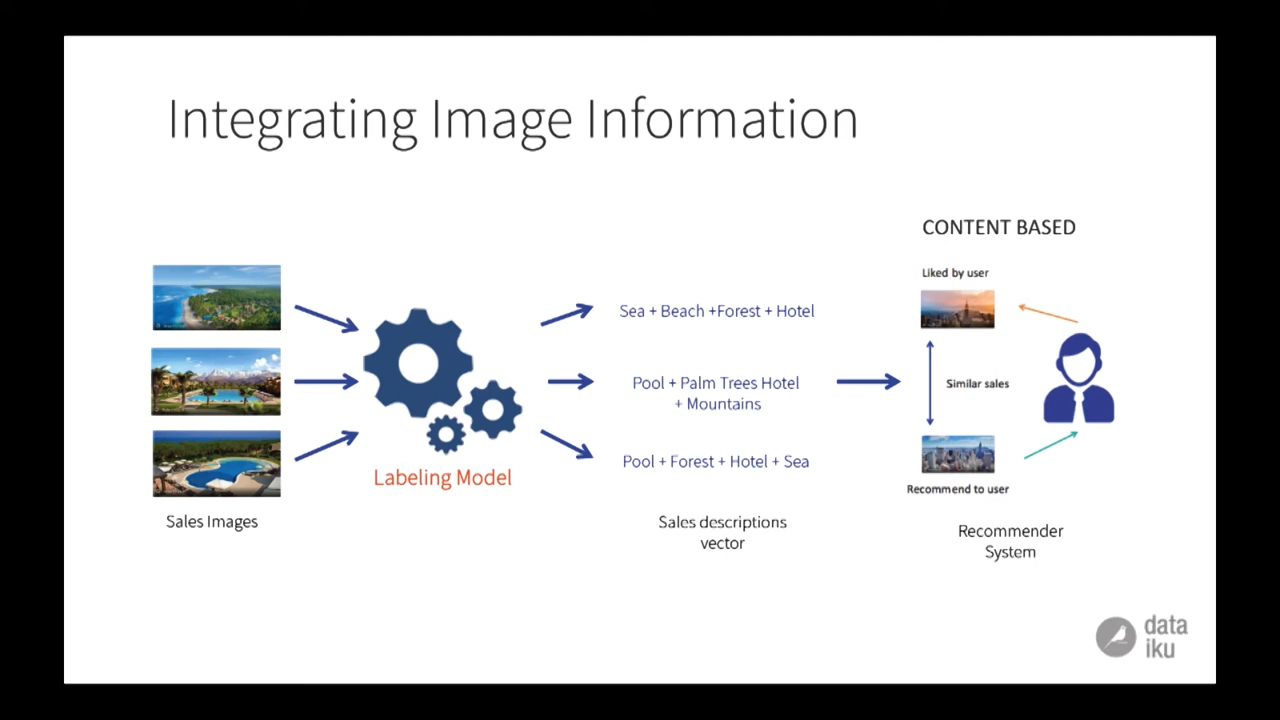 Integrating Image Information
CONTENT BASED
Liked by user
Sea + Beach +Forest + Hotel
Pool + Palm Trees Hotel
+ Mountains
Similar sales
Pool + Forest + Hotel + Sea
Labeling Model
Recommend to user
Sales Images
Sales descriptions
vector
Recommender
System
data
iku